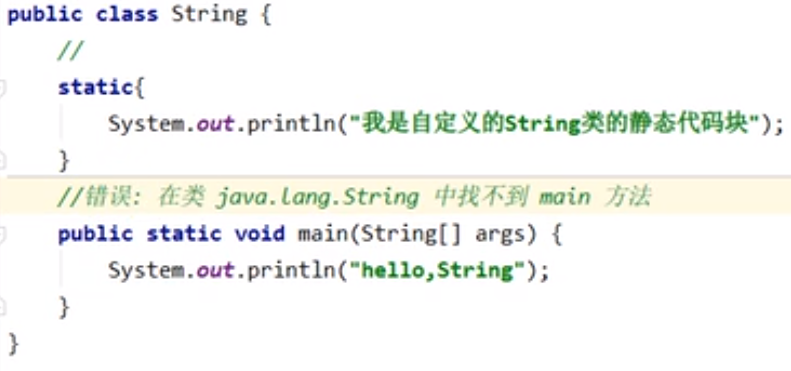 public class String {
//
static{
System.out.println("我是自定义的String类的静态代码块");
}
//错误: 在类 java.lang.String 中找不到 main 方法
public static void main(String[] args) {
System.out.println("hello,String");
}
}